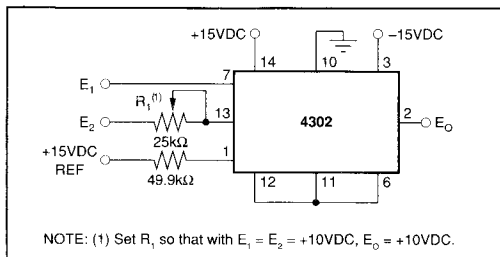 +15VDC
−15VDC
14
10
3
E1
7
R1(1)
E2
13
4302
2
EO
25kΩ
+15VDC
REF
1
49.9kΩ
12
11
6
NOTE: (1) Set R1 so that with E1 = E2 = +10VDC, EO = +10VDC.